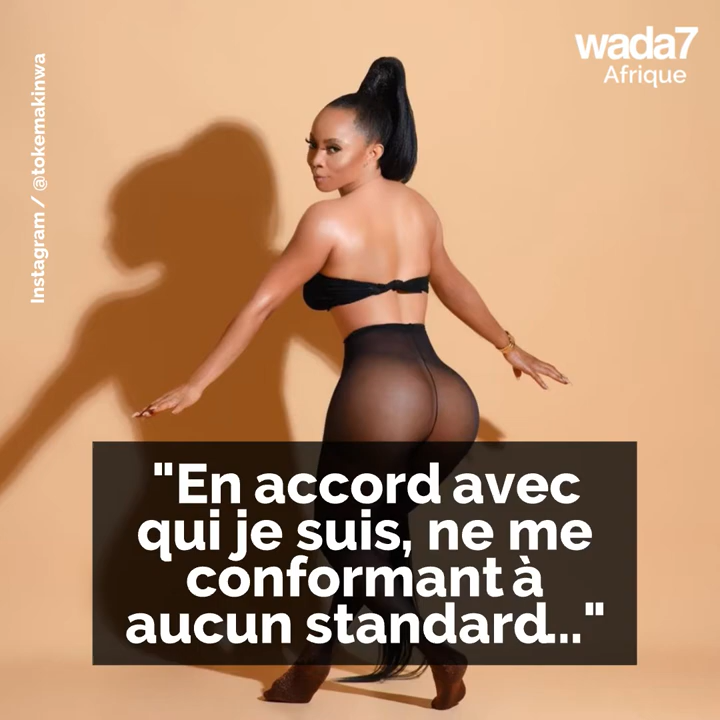 wada7
Afrique
Instagram / @tokemakinwa
"En accord avec
qui je suis, ne me
conformant à
aucun standard..."